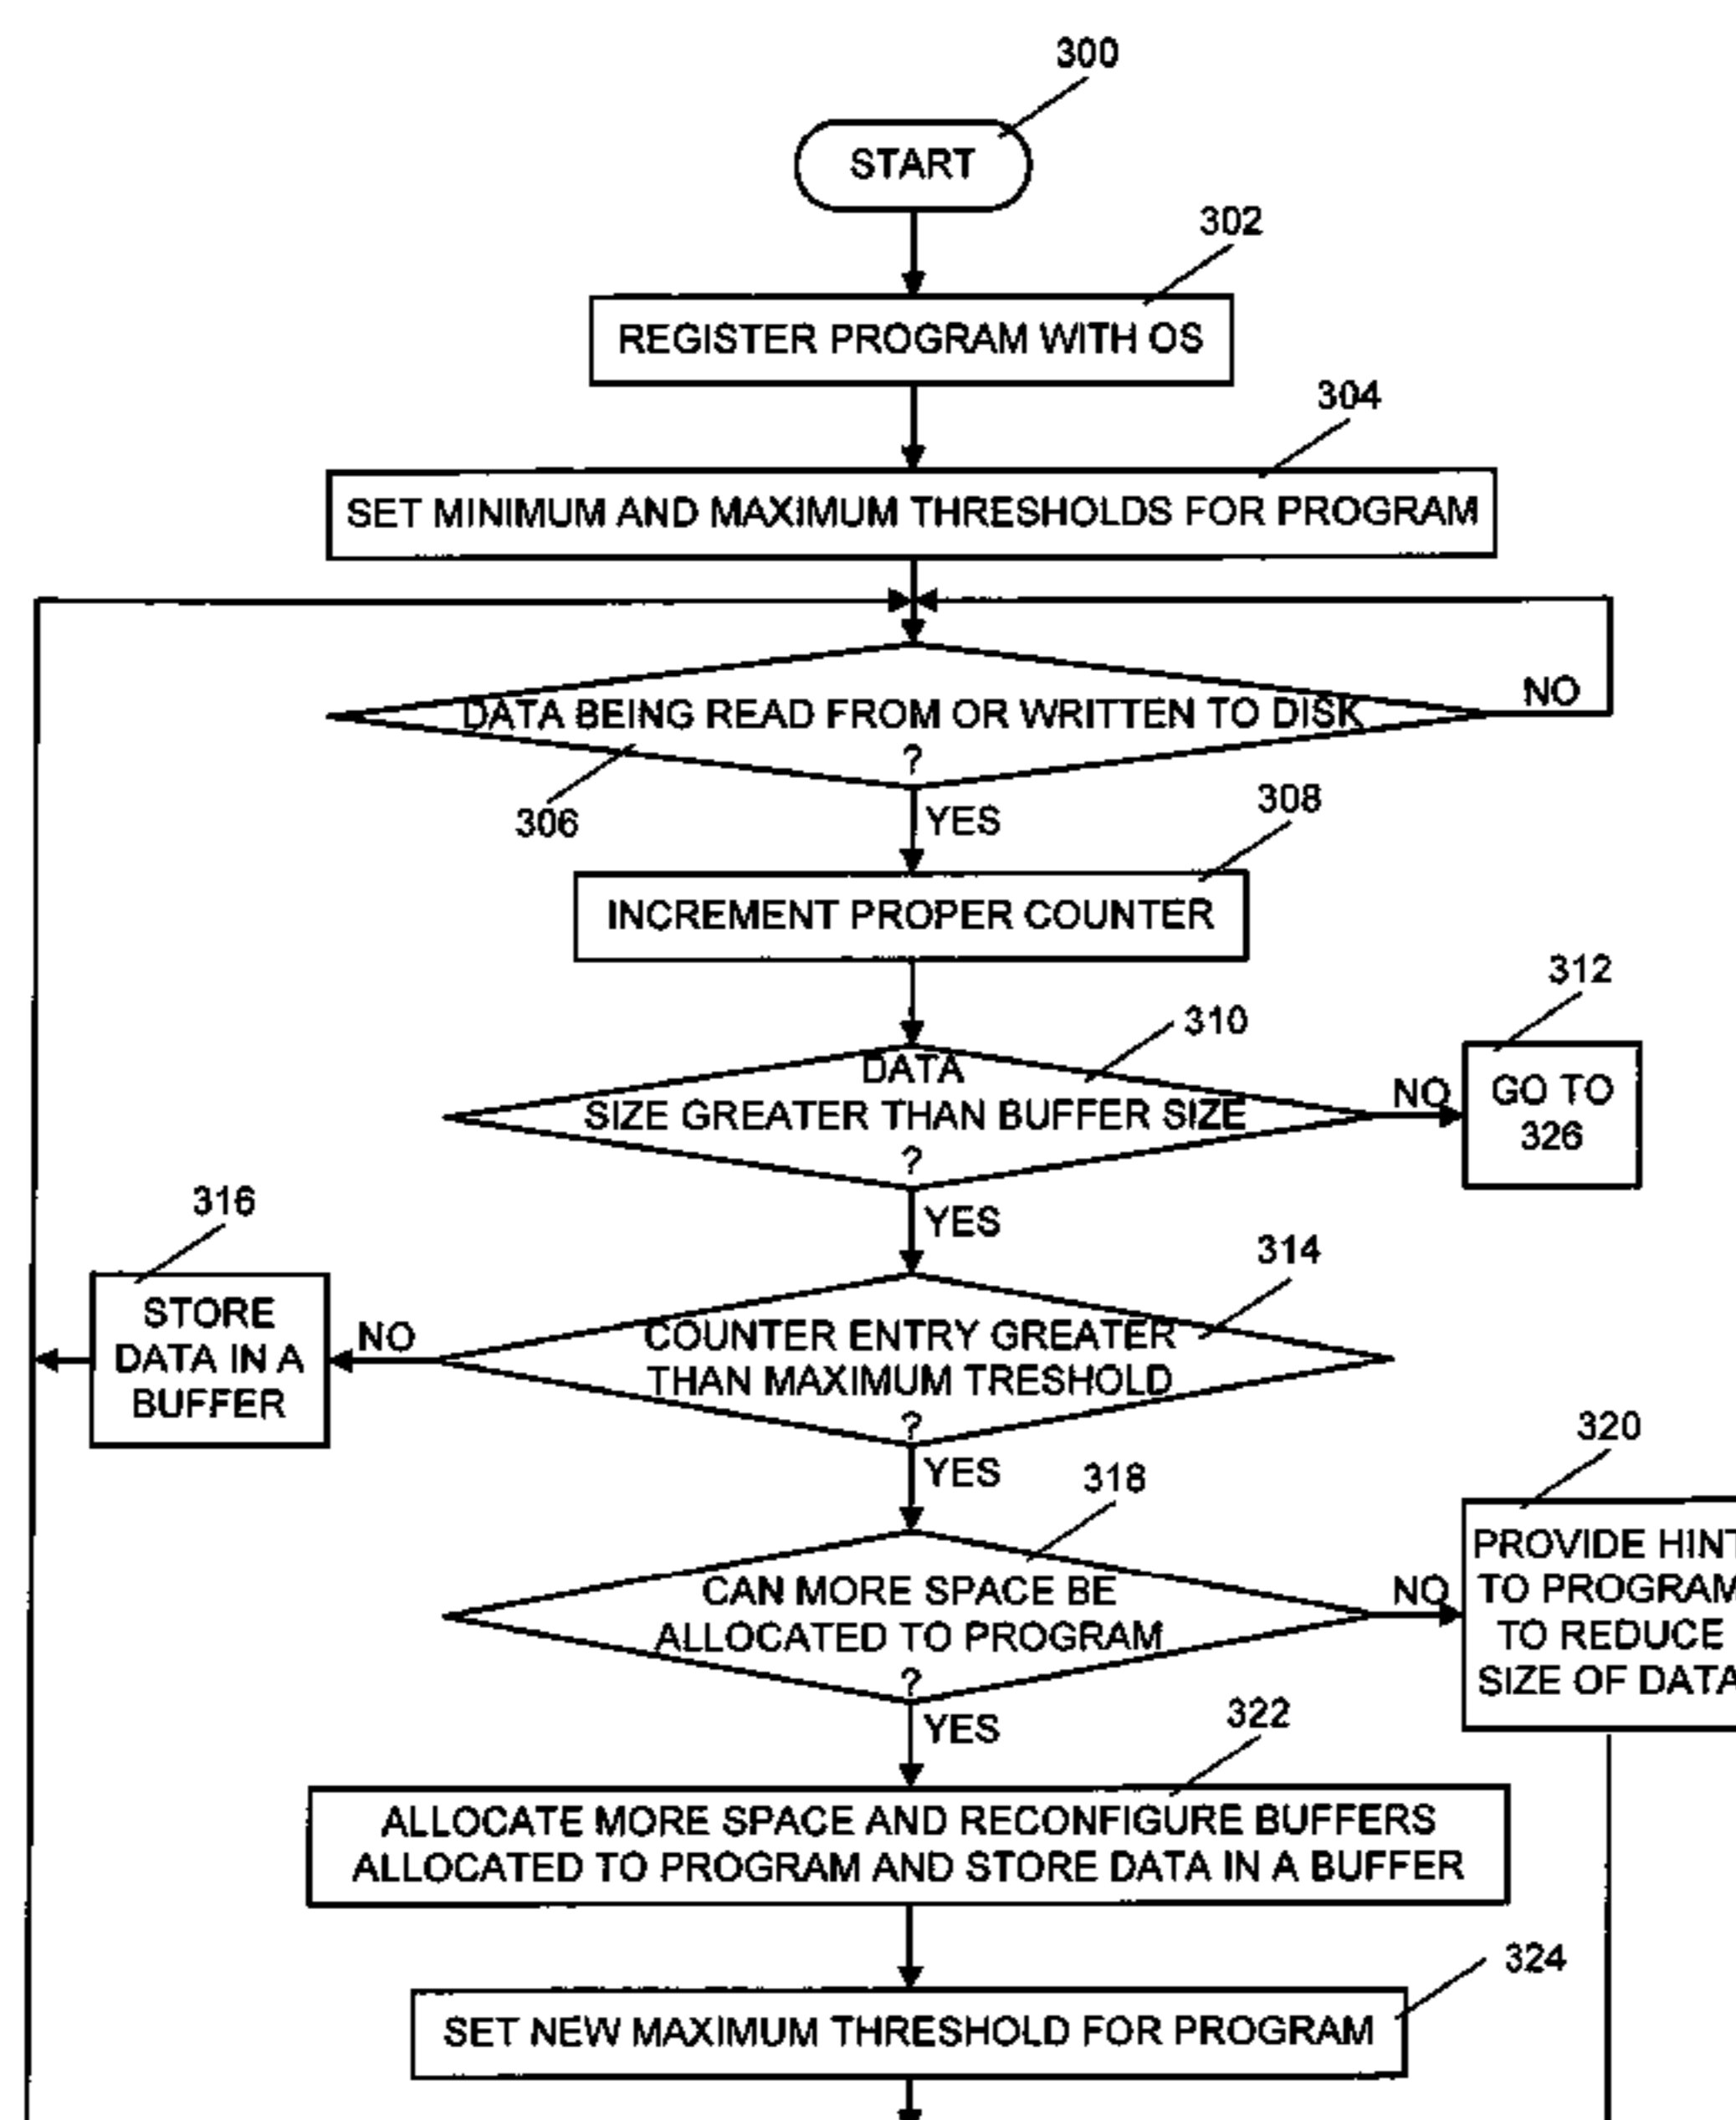 300
START
302
REGISTER PROGRAM WITH OS
304
SET MINIMUM AND MAXIMUM THRESHOLDS FOR PROGRAM
NO
DATA BEING READ FROM OR WRITTEN TO DISK
?
306
YES
308
INCREMENT PROPER COUNTER
312
310
DATA
SIZE GREATER THAN BUFFER SIZE
?
NO
GO TO
326
YES
316
314
STORE
DATA IN A
BUFFER
NO
COUNTER ENTRY GREATER
THAN MAXIMUM TRESHOLD
?
YES
320
318
CAN MORE SPACE BE
ALLOCATED TO PROGRAM
?
NO
PROVIDE HINT
TO PROGRAM
TO REDUCE
SIZE OF DATA
YES
322
ALLOCATE MORE SPACE AND RECONFIGURE BUFFERS
ALLOCATED TO PROGRAM AND STORE DATA IN A BUFFER
324
SET NEW MAXIMUM THRESHOLD FOR PROGRAM